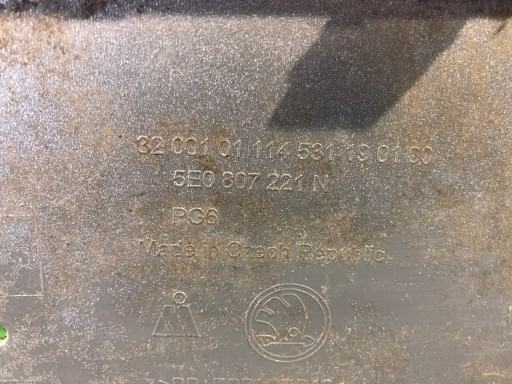 32 001 01 114 531 19 01 00
5E0 807 221 N
PG6
Made in Czech Republic.